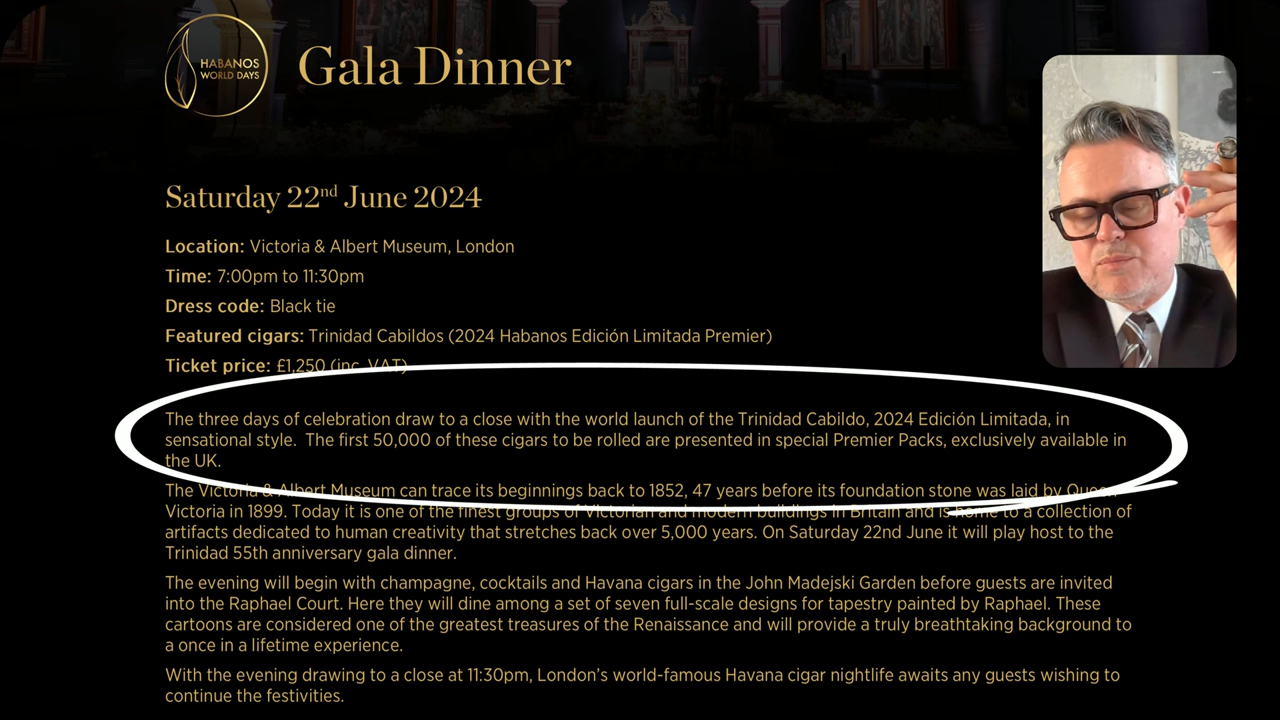 HABANOS
WORLD DAYS
Gala Dinner
Saturday 22nd June 2024
Location: Victoria & Albert Museum, London
Time: 7:00pm to 11:30pm
Dress code: Black tie
Featured cigars: Trinidad Cabildos (2024 Habanos Edición Limitada Premier)
Ticket price: £1,250 (inc. VAT)
The three days of celebration draw to a close with the world launch of the Trinidad Cabildo, 2024 Edición Limitada, in
sensational style. The first 50,000 of these cigars to be rolled are presented in special Premier Packs, exclusively available in
the UK.
The Victoria & Albert Museum can trace its beginnings back to 1852, 47 years before its foundation stone was laid by Queen
Victoria in 1899. Today it is one of the finest groups of Victorian and modern buildings in Britain and is home to a collection of
artifacts dedicated to human creativity that stretches back over 5,000 years. On Saturday 22nd June it will play host to the
Trinidad 55th anniversary gala dinner.
The evening will begin with champagne, cocktails and Havana cigars in the John Madejski Garden before guests are invited
into the Raphael Court. Here they will dine among a set of seven full-scale designs for tapestry painted by Raphael. These
cartoons are considered one of the greatest treasures of the Renaissance and will provide a truly breathtaking background to
a once in a lifetime experience.
With the evening drawing to a close at 11:30pm, London's world-famous Havana cigar nightlife awaits any guests wishing to
continue the festivities.